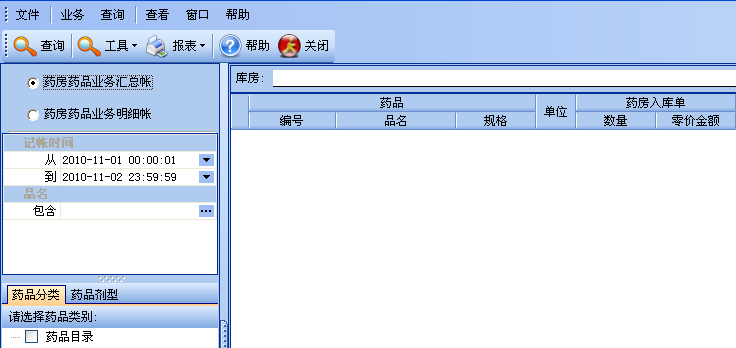 文件 业务 查询 查看 窗口 帮助
查询 工具 报表 帮助 关闭
药房药品业务汇总帐
药房药品业务明细帐
记帐时间
从 2010-11-01 00:00:01
到 2010-11-02 23:59:59
品名
包含
药品分类 药品剂型
请选择药品类别:
药品目录
库房:
药品 单位 药房入库单
编号 品名 规格 数量 零价金额